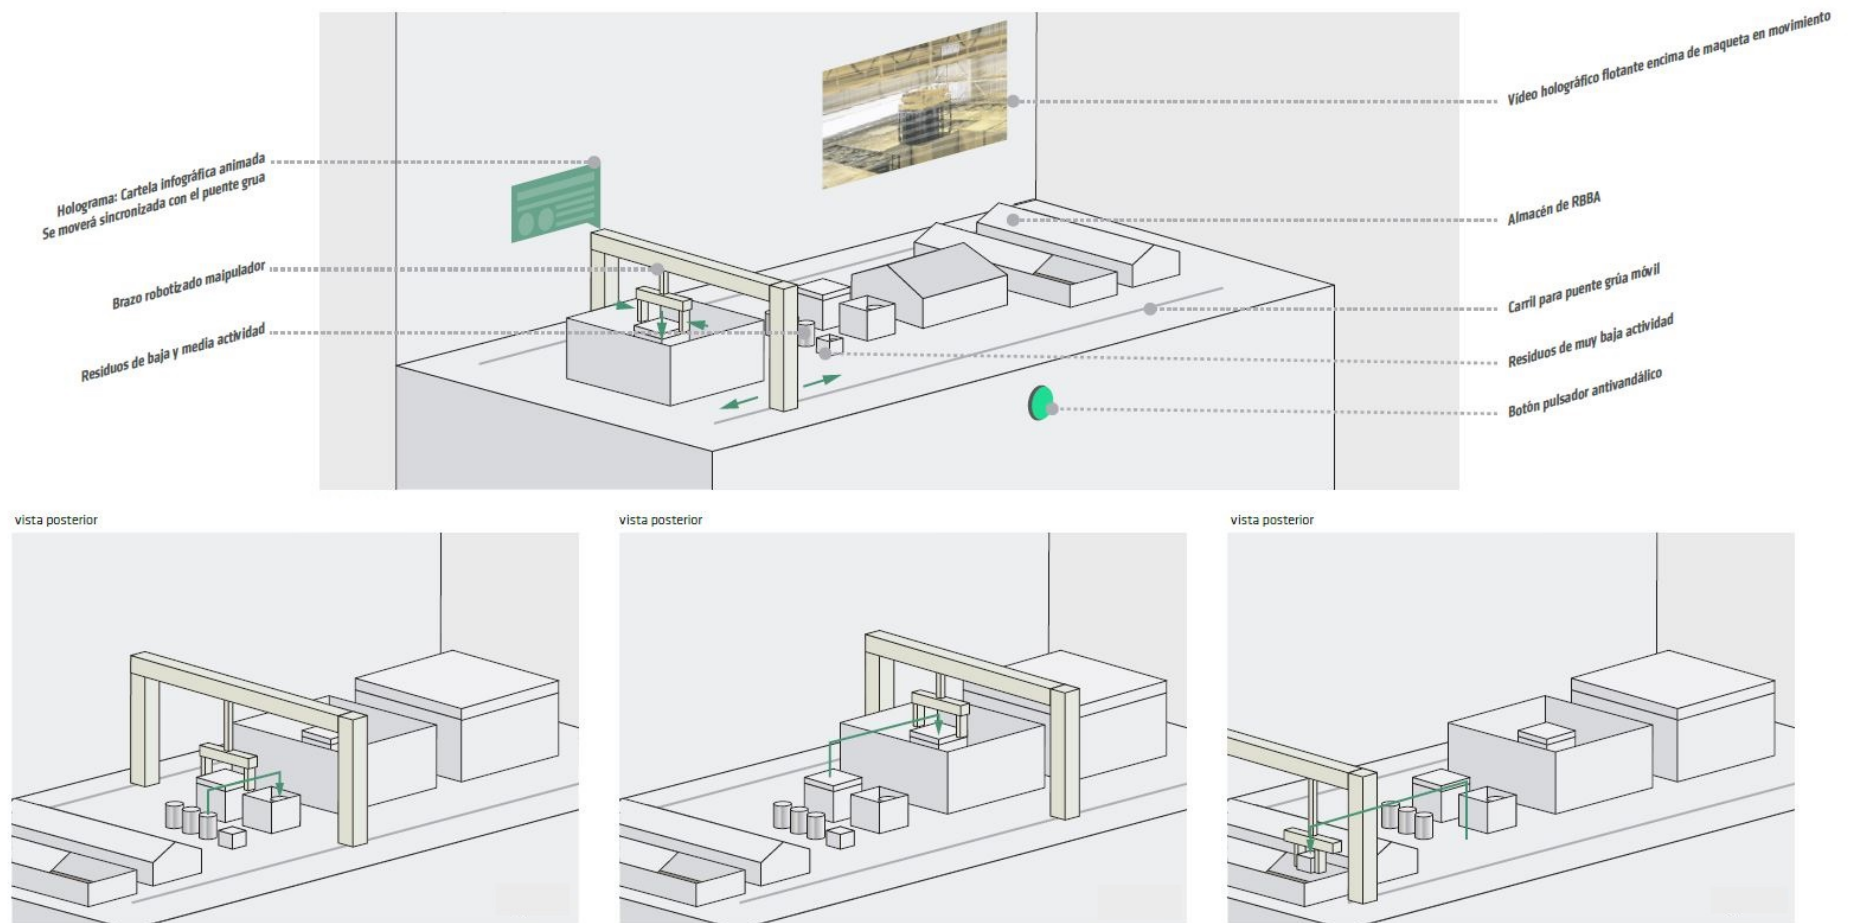 Vídeo holográfico flotante encima de maqueta en movimiento
Holograma: Cartela infográfica animada
Se moverá sincronizada con el puente grua
Almacén de RBBA
Brazo robotizado maipulador
Carril para puente grúa móvil
Residuos de baja y media actividad
Residuos de muy baja actividad
Botón pulsador antivandálico
vista posterior
vista posterior
vista posterior